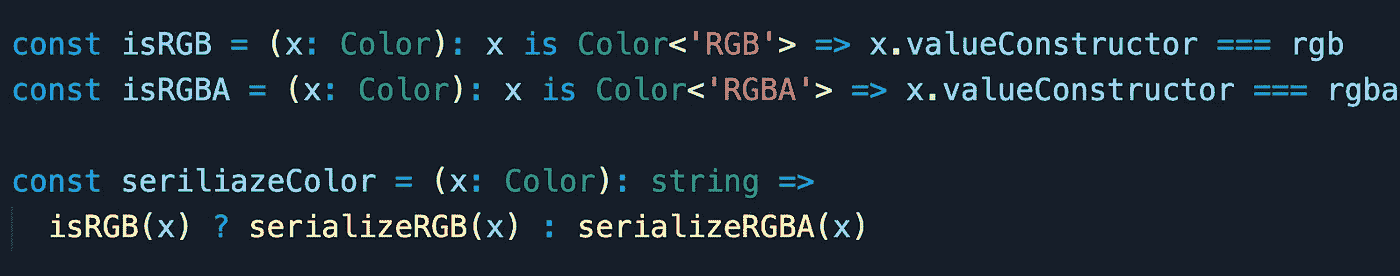 const isRGB = (x: Color): x is Color<'RGB'> => x.valueConstructor === rgb
const isRGBA = (x: Color): x is Color<'RGBA'> => x.valueConstructor === rgba
const seriliazeColor = (x: Color): string =>
isRGB(x) ? serializeRGB(x) : serializeRGBA(x)